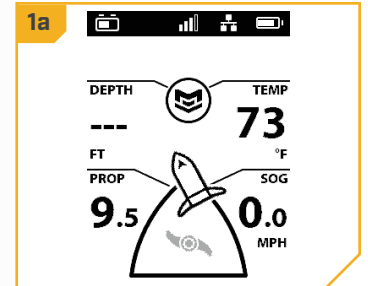 1a
DEPTH
TEMP
---
73
FT
°F
PROP
SOG
9.5
0.0
MPH